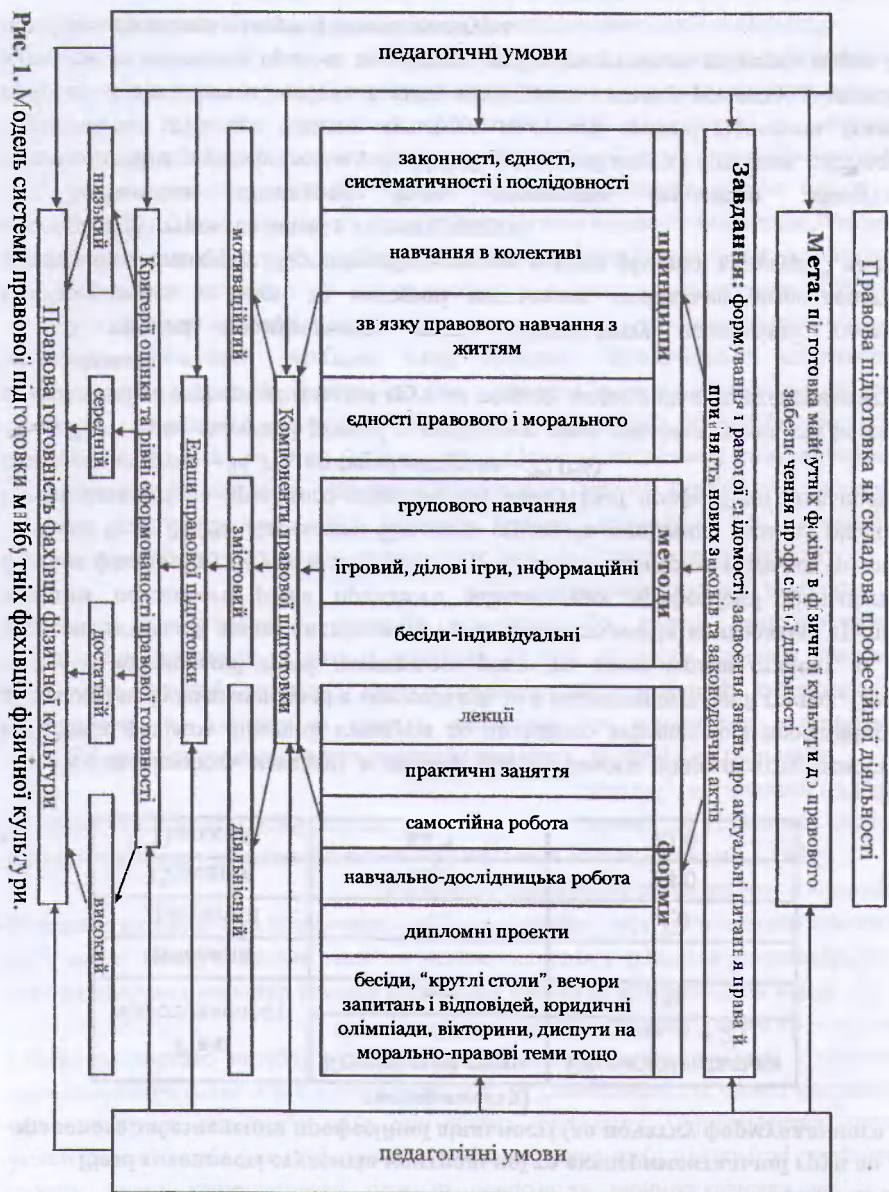 Правова підготовка як складова професійної діяльності
Мета: підготовка майбутніх фахівців фізичної культури до правового
забезпечення професійної діяльності
Завдання: формування правової свідомості, засвоєння знань про актуальні питання права й
прийняття нових законів та законодавчих актів
педагогічні умови
принципи
законності, єдності,
систематичності і послідовності
навчання в колективі
зв'язку правового навчання з
життям
єдності правового і морального
методи
групового навчання
ігровий, ділові ігри, інформаційні
бесіди-індивідуальні
форми
лекції
практичні заняття
самостійна робота
навчально-дослідницька робота
дипломні проекти
бесіди, “круглі столи”, вечори
запитань і відповідей, юридичні
олімпіади, вікторини, диспути на
морально-правові теми тощо
педагогічні умови
Компоненти правової підготовки
мотиваційний
змістовий
діяльнісний
Етапи правової підготовки
Критерії оцінки та рівні сформованості правової готовності
низький
середній
достатній
високий
Правова готовність фахівця фізичної культури
Рис. 1. Модель системи правової підготовки майбутніх фахівців фізичної культури.